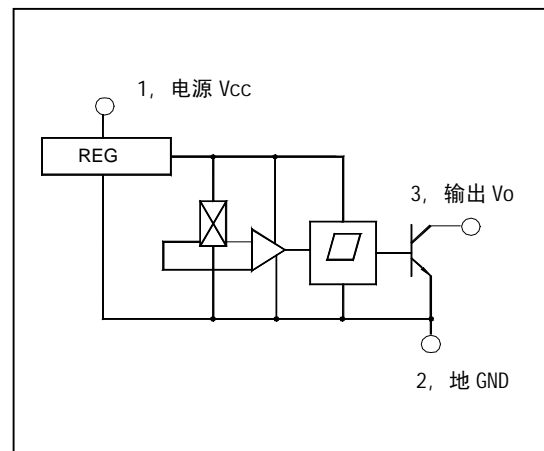 1, 电源 Vcc
REG
3, 输出 Vo
2, 地 GND